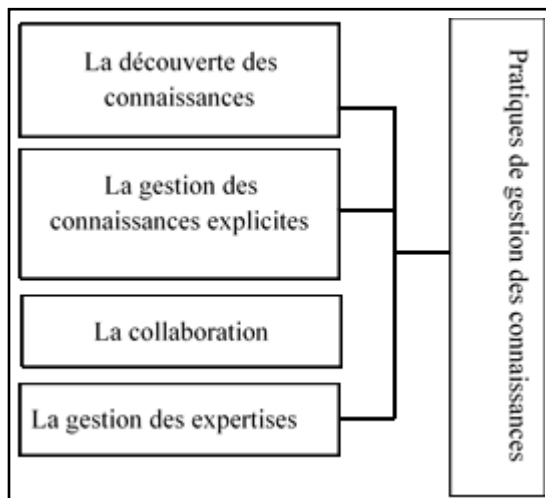 La découverte des
connaissances
La gestion des
connaissances explicites
La collaboration
La gestion des expertises
Pratiques de gestion des connaissances